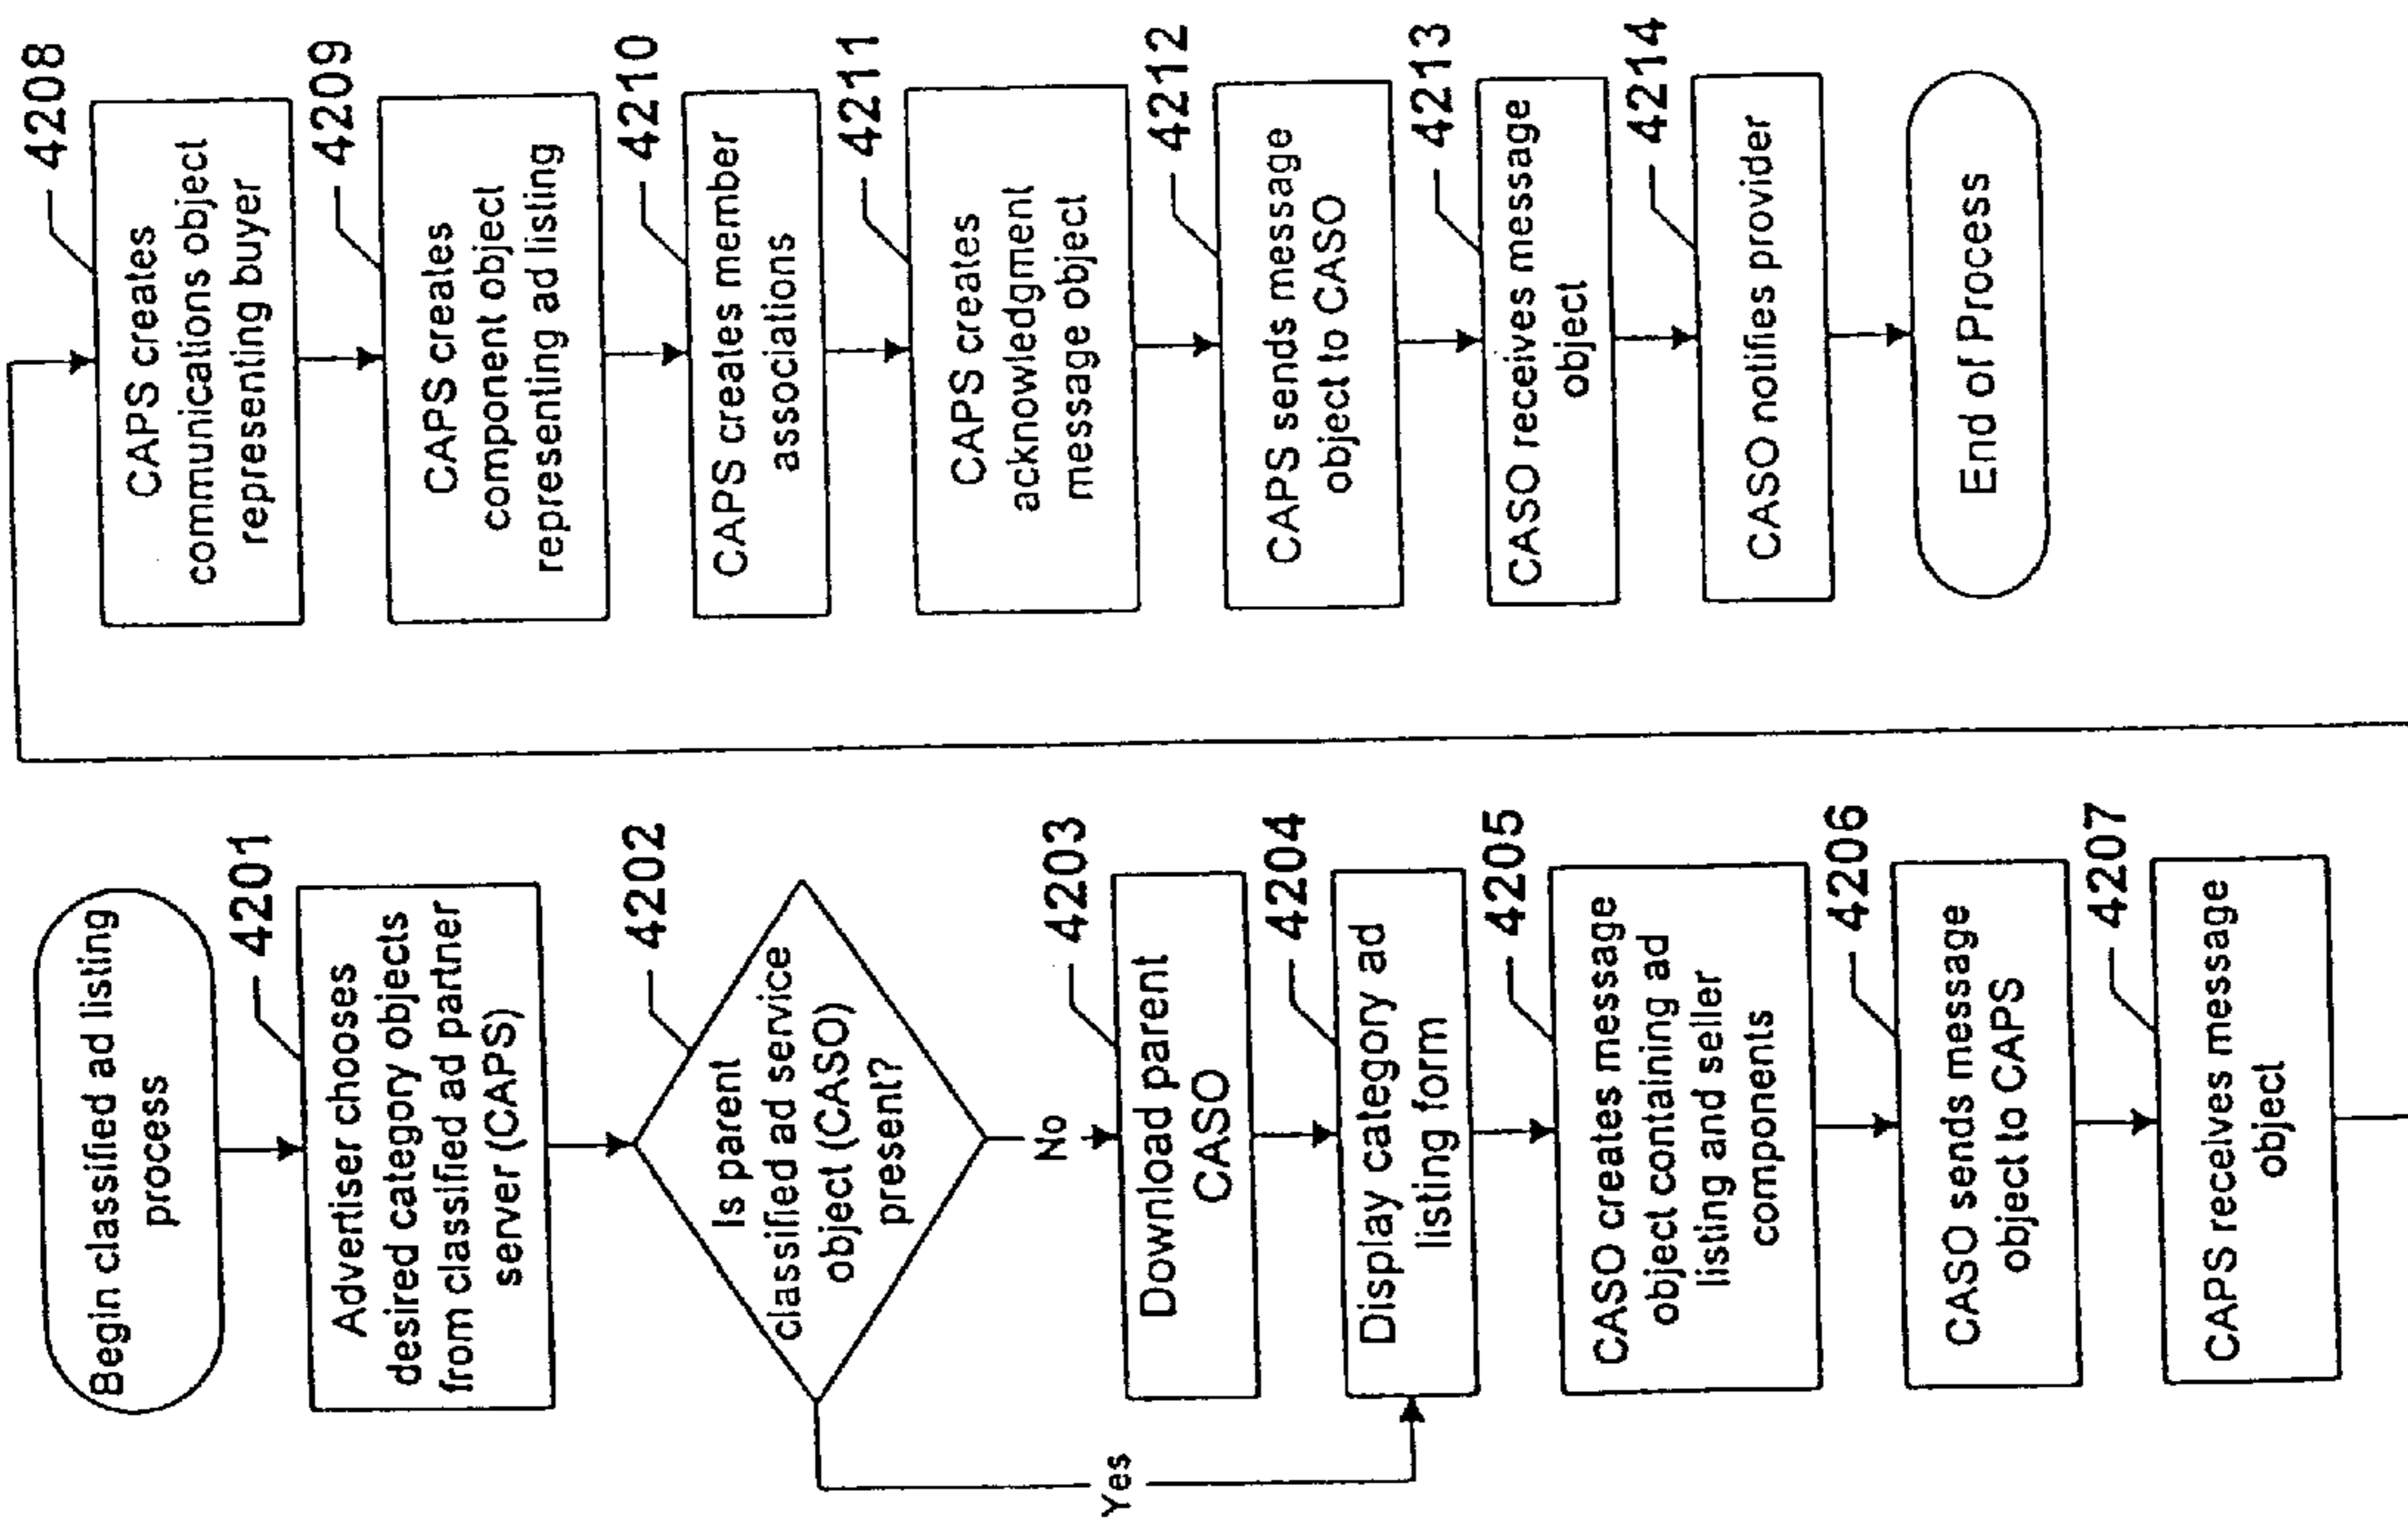 Begin classified ad listing
process
4201
Advertiser chooses
desired category objects
from classified ad partner
server (CAPS)
4202
Is parent
classified ad service
object (CASO)
present?
No
Yes
4203
Download parent
CASO
4204
Display category ad
listing form
4205
CASO creates message
object containing ad
listing and seller
components
4206
CASO sends message
object to CAPS
4207
CAPS receives message
object
4208
CAPS creates
communications object
representing buyer
4209
CAPS creates
component object
representing ad listing
4210
CAPS creates member
associations
4211
CAPS creates
acknowledgment
message object
4212
CAPS sends message
object to CASO
4213
CASO receives message
object
4214
CASO notifies provider
End of Process